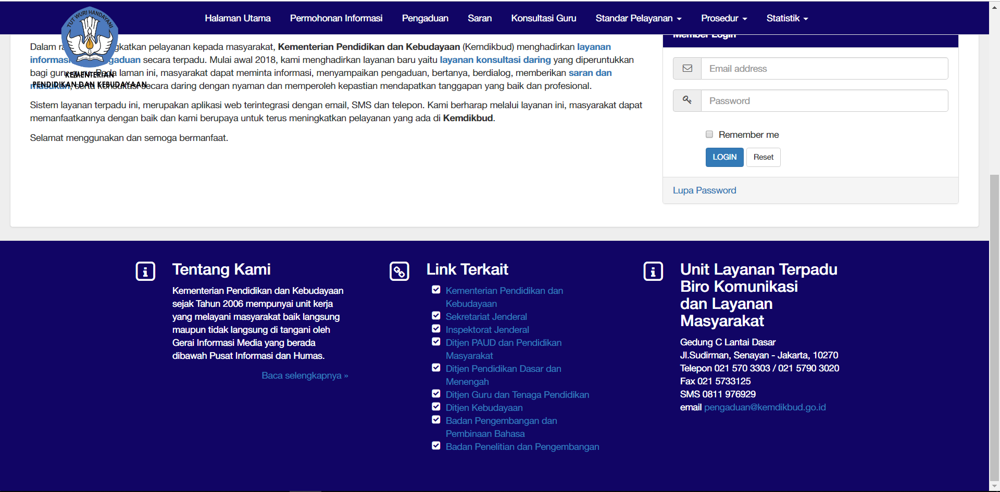 TUT WURI HANDAYANI
KEMENTERIAN
PENDIDIKAN DAN KEBUDAYAAN
Halaman Utama
Permohonan Informasi
Pengaduan
Saran
Konsultasi Guru
Standar Pelayanan
Prosedur
Statistik
Dalam gkatkan pelayanan kepada masyarakat, Kementerian Pendidikan dan Kebudayaan (Kemdikbud) menghadirkan layanan
informasi gaduan secara terpadu. Mulai awal 2018, kami menghadirkan layanan baru yaitu layanan konsultasi daring yang diperuntukkan
bagi guru-guru. Pada laman ini, masyarakat dapat meminta informasi, menyampaikan pengaduan, bertanya, berdialog, memberikan saran dan
masukan, serta konsultasi secara daring dengan nyaman dan memperoleh kepastian mendapatkan tanggapan yang baik dan profesional.
Sistem layanan terpadu ini, merupakan aplikasi web terintegrasi dengan email, SMS dan telepon. Kami berharap melalui layanan ini, masyarakat dapat
memanfaatkannya dengan baik dan kami berupaya untuk terus meningkatkan pelayanan yang ada di Kemdikbud.
Selamat menggunakan dan semoga bermanfaat.
Member Login
Email address
Password
Remember me
LOGIN
Reset
Lupa Password
Tentang Kami
Kementerian Pendidikan dan Kebudayaan
sejak Tahun 2006 mempunyai unit kerja
yang melayani masyarakat baik langsung
maupun tidak langsung di tangani oleh
Gerai Informasi Media yang berada
dibawah Pusat Informasi dan Humas.
Baca selengkapnya »
Link Terkait
Kementerian Pendidikan dan
Kebudayaan
Sekretariat Jenderal
Inspektorat Jenderal
Ditjen PAUD dan Pendidikan
Masyarakat
Ditjen Pendidikan Dasar dan
Menengah
Ditjen Guru dan Tenaga Pendidikan
Ditjen Kebudayaan
Badan Pengembangan dan
Pembinaan Bahasa
Badan Penelitian dan Pengembangan
Unit Layanan Terpadu
Biro Komunikasi
dan Layanan
Masyarakat
Gedung C Lantai Dasar
Jl.Sudirman, Senayan - Jakarta, 10270
Telepon 021 570 3303 / 021 5790 3020
Fax 021 5733125
SMS 0811 976929
email pengaduan@kemdikbud.go.id